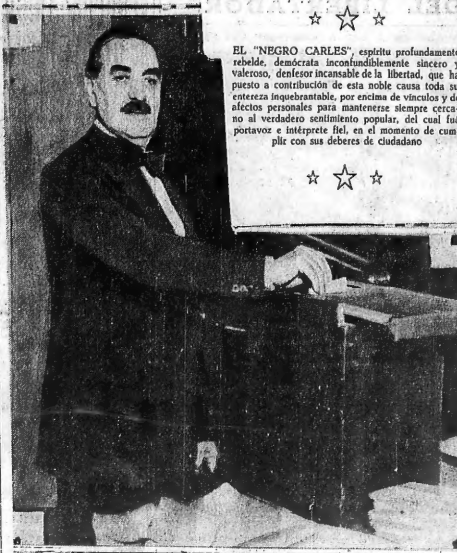 EL "NEGRO CARLES", espíritu profundamente
rebelde, demócrata inconfundiblemente sincero y
valeroso, denfesor incansable de la libertad, que ha
puesto a contribución de esta noble causa toda su
entereza inquebrantable, por encima de vínculos y de
afectos personales para mantenerse siempre cerca-
no al verdadero sentimiento popular, del cual fué
portavoz e intérprete fiel, en el momento de cum-
plir con sus deberes de ciudadano